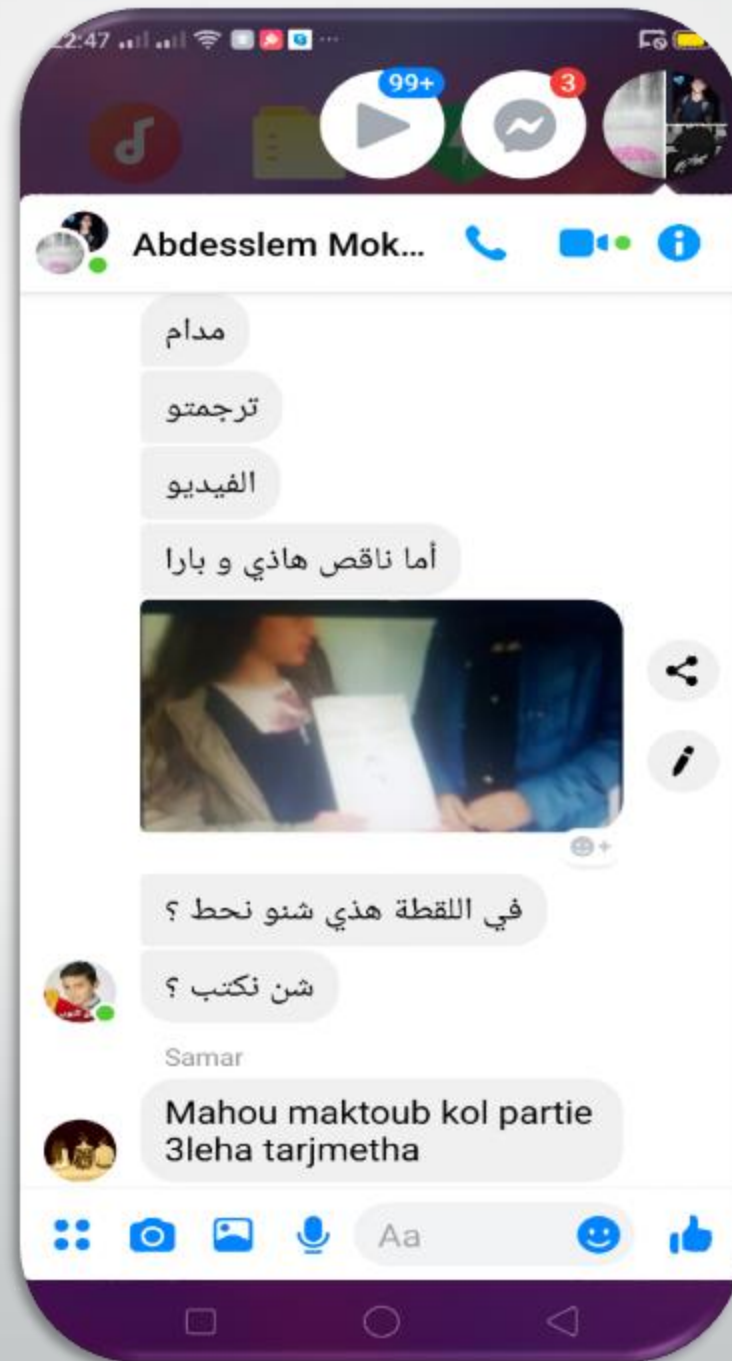 22:47
99+
3
Abdesslem Mok...
مدام
ترجمتو
الفيديو
أما ناقص هاذي و بارا
في اللقطة هذي شنو نحط ؟
شن نكتب ؟
Samar
Mahou maktoub kol partie
3leha tarjmetha
Aa